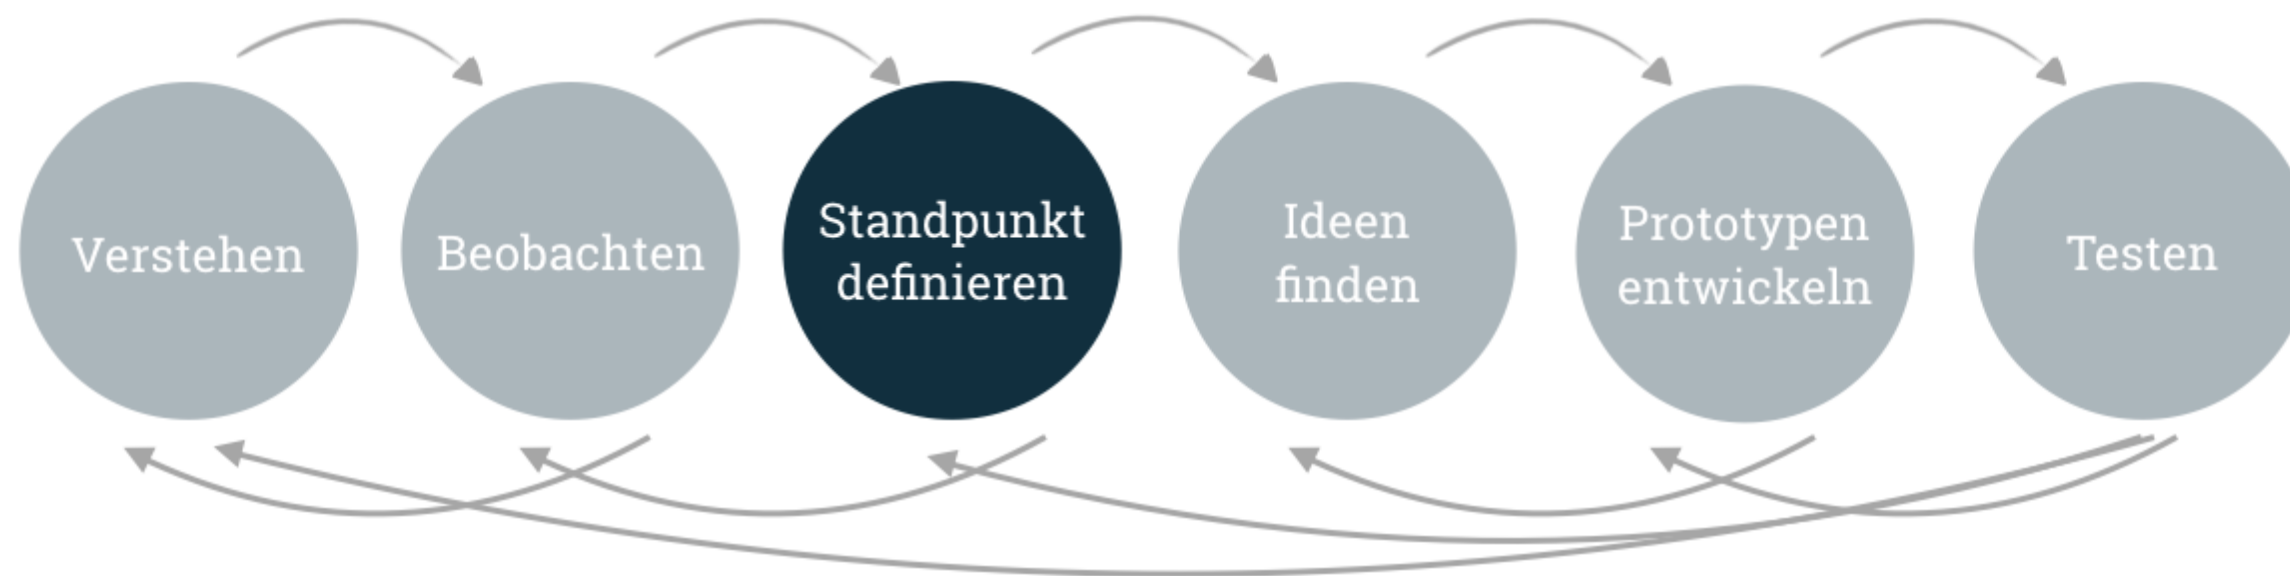 Verstehen
Beobachten
Standpunkt
definieren
Ideen
finden
Prototypen
entwickeln
Testen